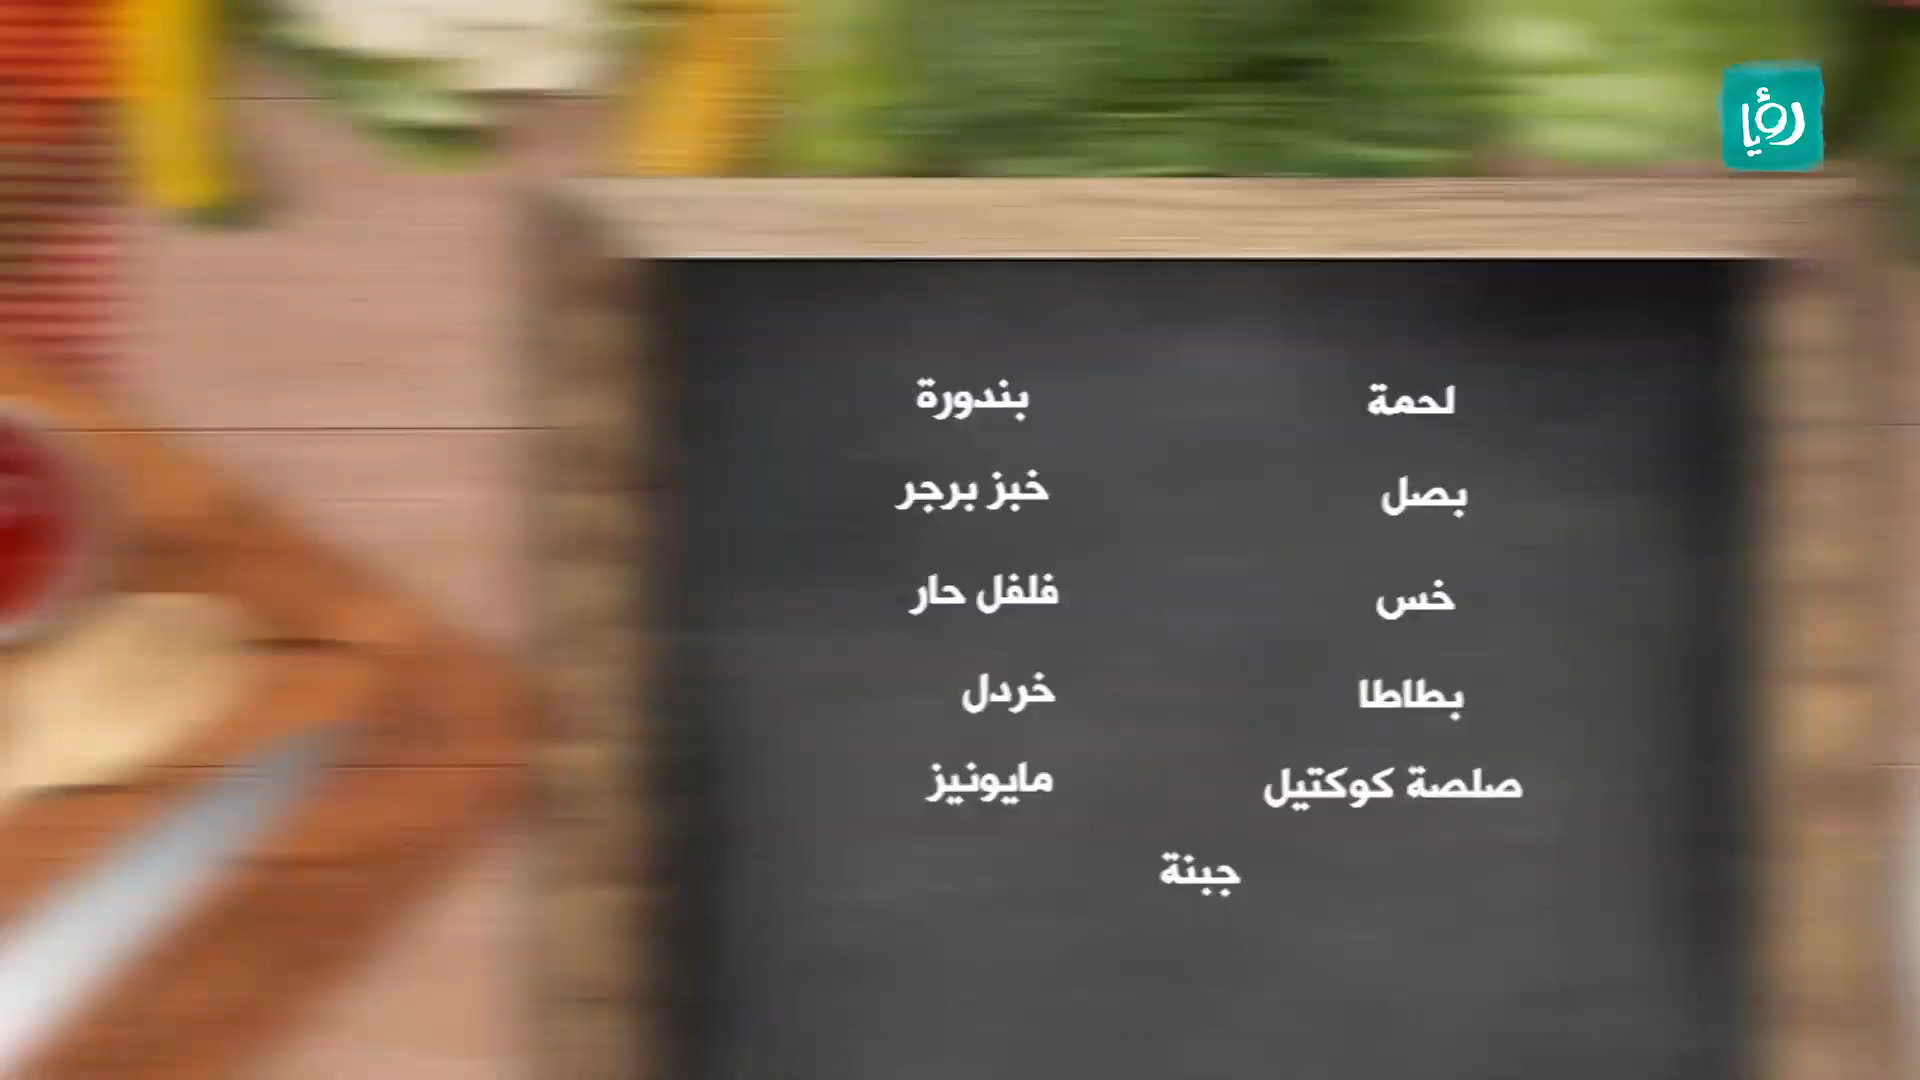 رؤيا
لحمة
بندورة
بصل
خبز برجر
خس
فلفل حار
بطاطا
خردل
صلصة كوكتيل
مايونيز
جبنة